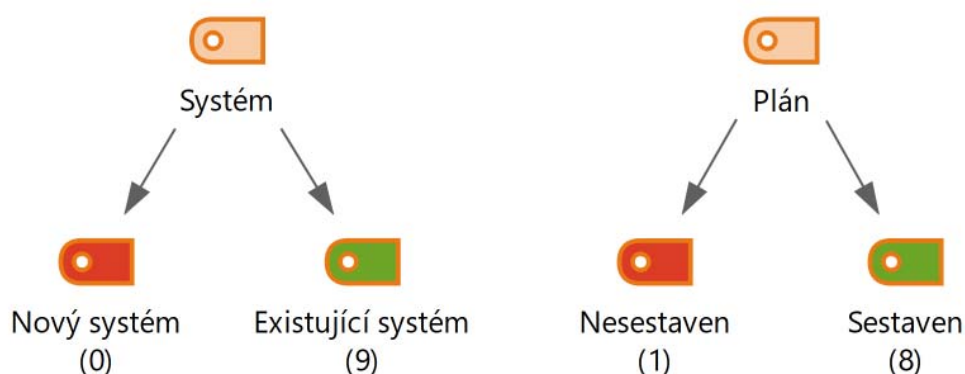 Systém
Plán
Nový systém
(0)
Existující systém
(9)
Nesestaven
(1)
Sestaven
(8)